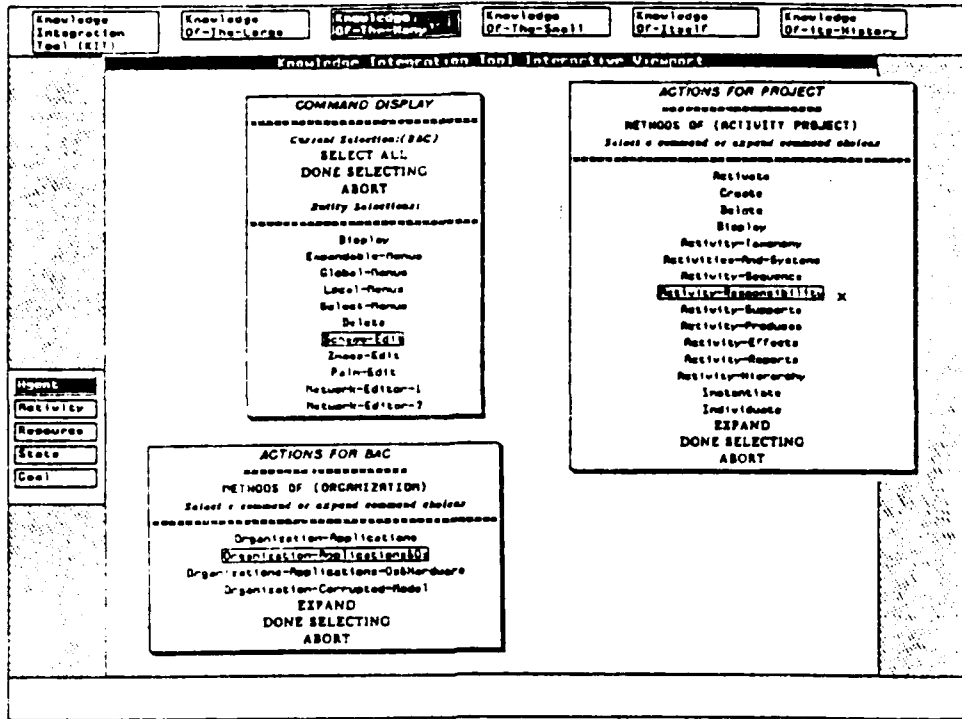 Knowledge
Integration
Tool (KIT)
Knowledge
Of-The-Large
Knowledge
Of-The-Many
Knowledge
Of-The-Small
Knowledge
Of-Itself
Knowledge
Of-Its-History
Knowledge Integration Tool Interactive Viewport
COMMAND DISPLAY
Current Selection:(BAC)
SELECT ALL
DONE SELECTING
ABORT
Entity Selections:
Display
Expandable-Menus
Global-Menus
Local-Menus
Select-Menus
Delete
Schema-Edit
Image-Edit
Palm-Edit
Network-Editor-1
Network-Editor-2
ACTIONS FOR PROJECT
METHODS OF (ACTIVITY PROJECT)
Select a command or expand command choices
Activate
Create
Delete
Display
Activity-Taxonomy
Activities-And-Systems
Activity-Sequence
Activity-Responsibility x
Activity-Supports
Activity-Produces
Activity-Effects
Activity-Reports
Activity-Hierarchy
Instantiate
Individuate
EXPAND
DONE SELECTING
ABORT
Agent
Activity
Resource
State
Goal
ACTIONS FOR BAC
METHODS OF (ORGANIZATION)
Select a command or expand command choices
Organization-Applications
Organization-Applications&Os
Organizations-Applications-Os&Hardware
Organization-Corrupted-Model
EXPAND
DONE SELECTING
ABORT